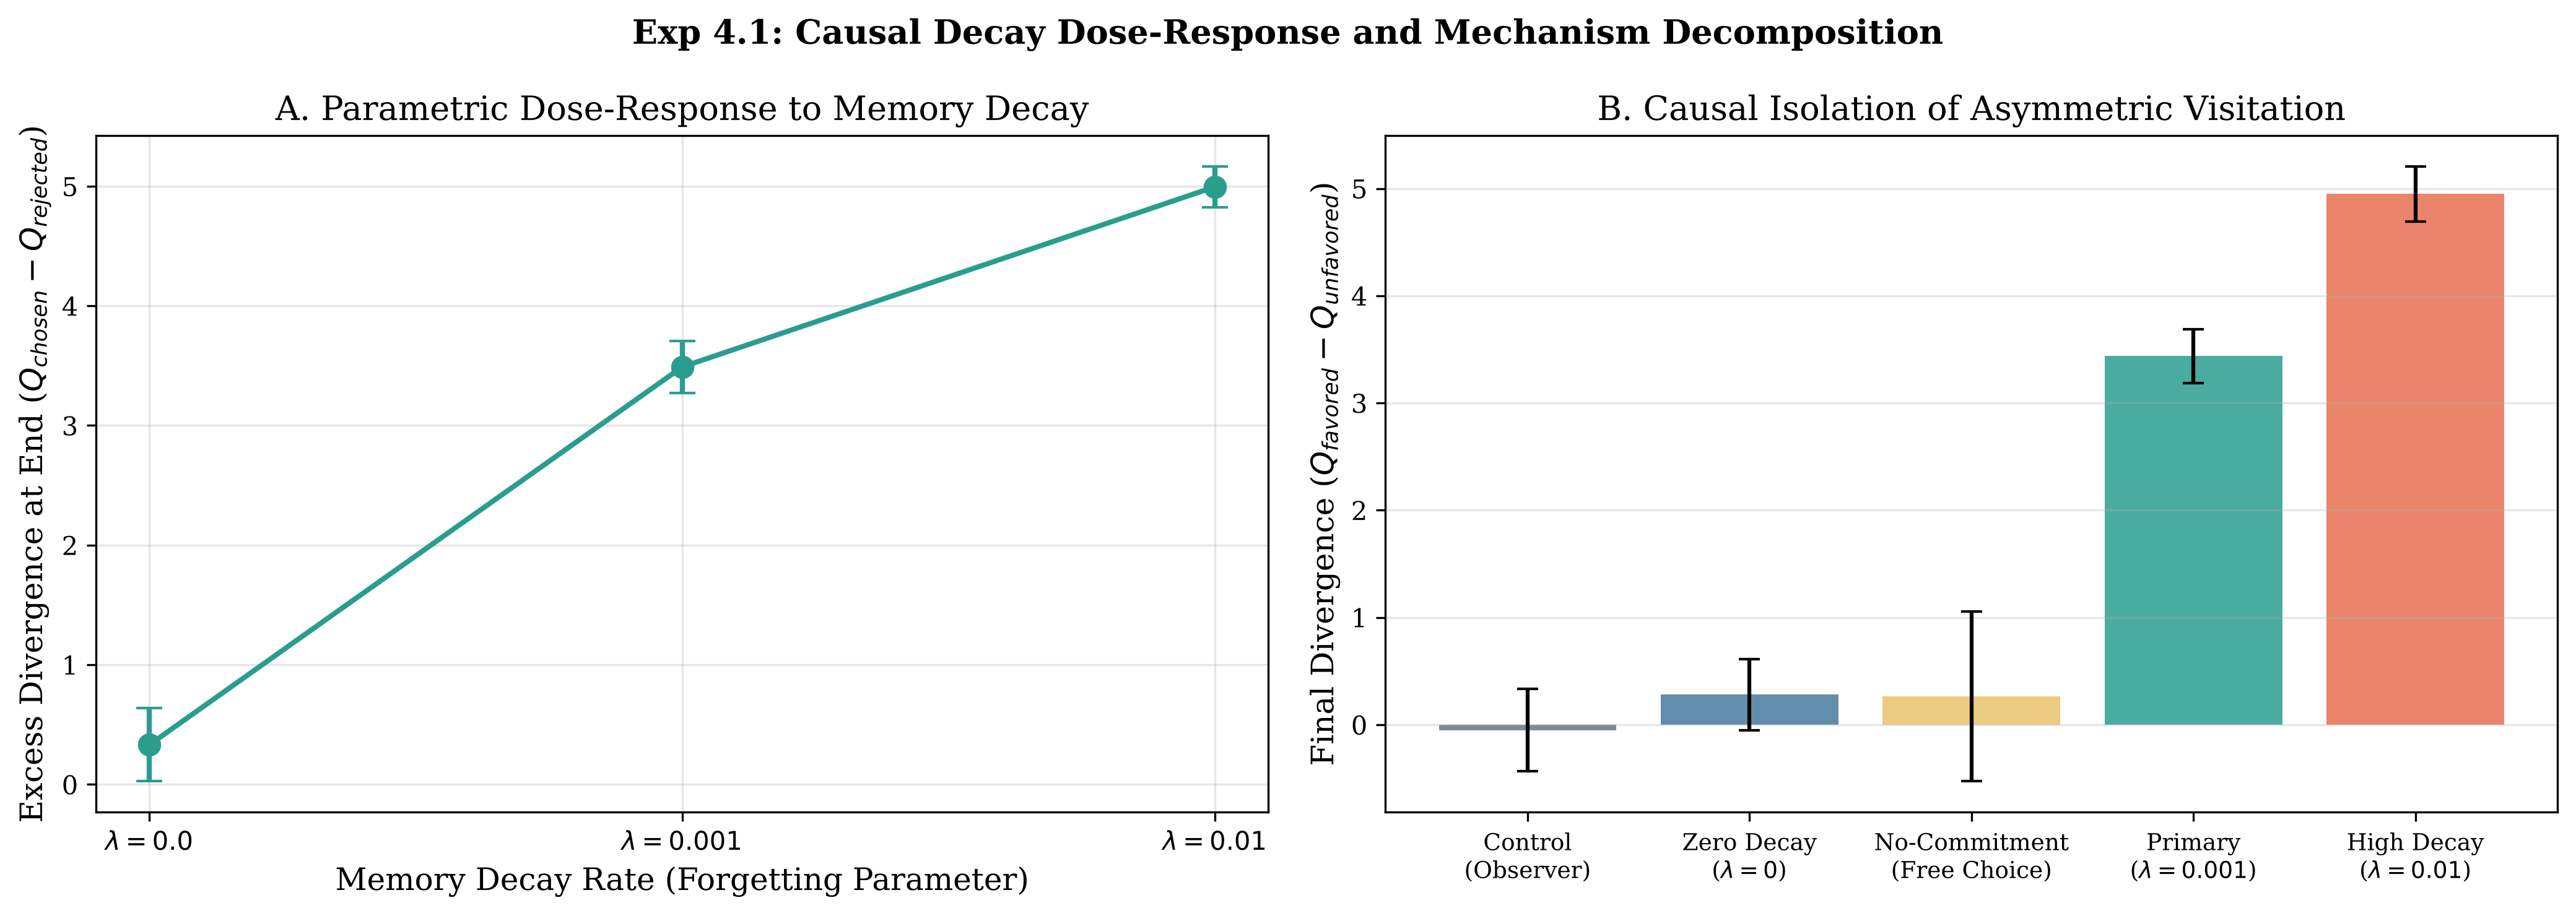 Exp 4.1: Causal Decay Dose-Response and Mechanism Decomposition
A. Parametric Dose-Response to Memory Decay
Excess Divergence at End (Q_chosen − Q_rejected)
5
4
3
2
1
0
λ = 0.0
λ = 0.001
λ = 0.01
Memory Decay Rate (Forgetting Parameter)
B. Causal Isolation of Asymmetric Visitation
Final Divergence (Q_favored − Q_unfavored)
5
4
3
2
1
0
Control
(Observer)
Zero Decay
(λ = 0)
No-Commitment
(Free Choice)
Primary
(λ = 0.001)
High Decay
(λ = 0.01)